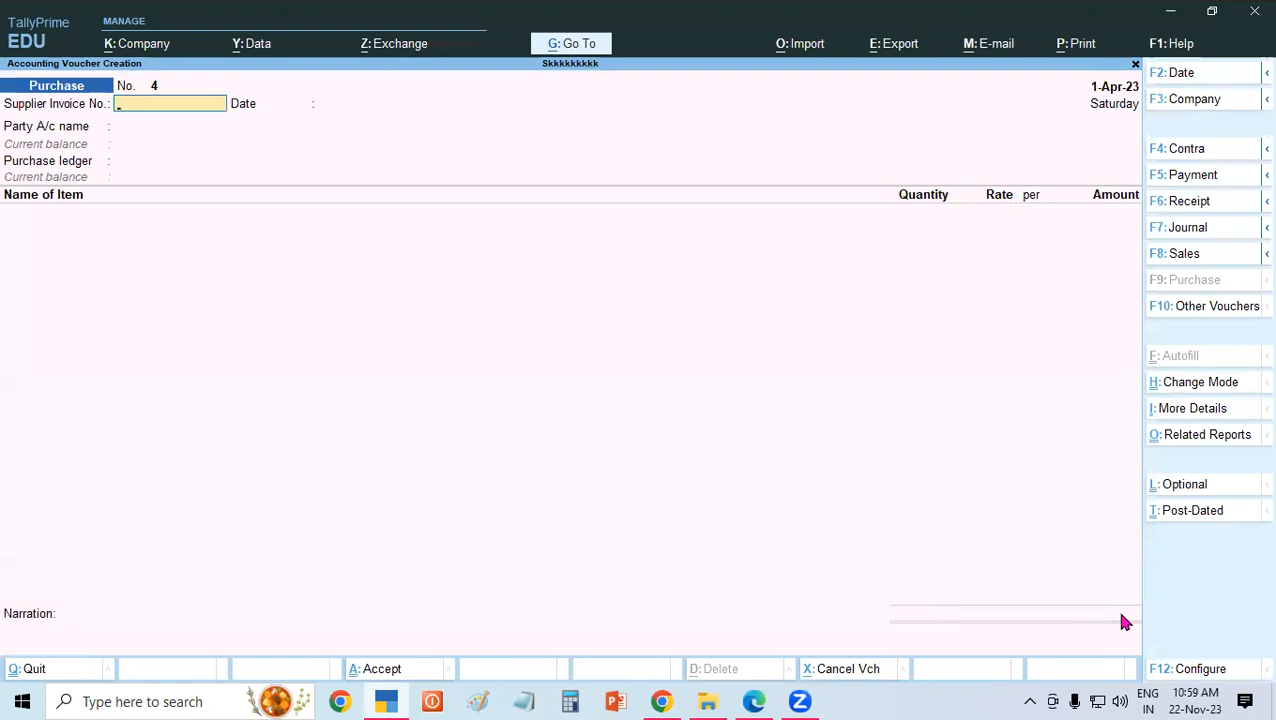 TallyPrime
EDU
MANAGE
K: Company
Y: Data
Z: Exchange
G: Go To
O: Import
E: Export
M: E-mail
P: Print
F1: Help
Accounting Voucher Creation
Skkkkkkkkk
×
Purchase
No. 4
1-Apr-23
Supplier Invoice No.:
Date :
Saturday
Party A/c name :
Current balance :
Purchase ledger :
Current balance :
Name of Item
Quantity
Rate per
Amount
Narration:
F2: Date
F3: Company
F4: Contra
F5: Payment
F6: Receipt
F7: Journal
F8: Sales
F9: Purchase
F10: Other Vouchers
F: Autofill
H: Change Mode
I: More Details
O: Related Reports
L: Optional
T: Post-Dated
F12: Configure
Q: Quit
A: Accept
D: Delete
X: Cancel Vch
Type here to search
ENG
IN
10:59 AM
22-Nov-23